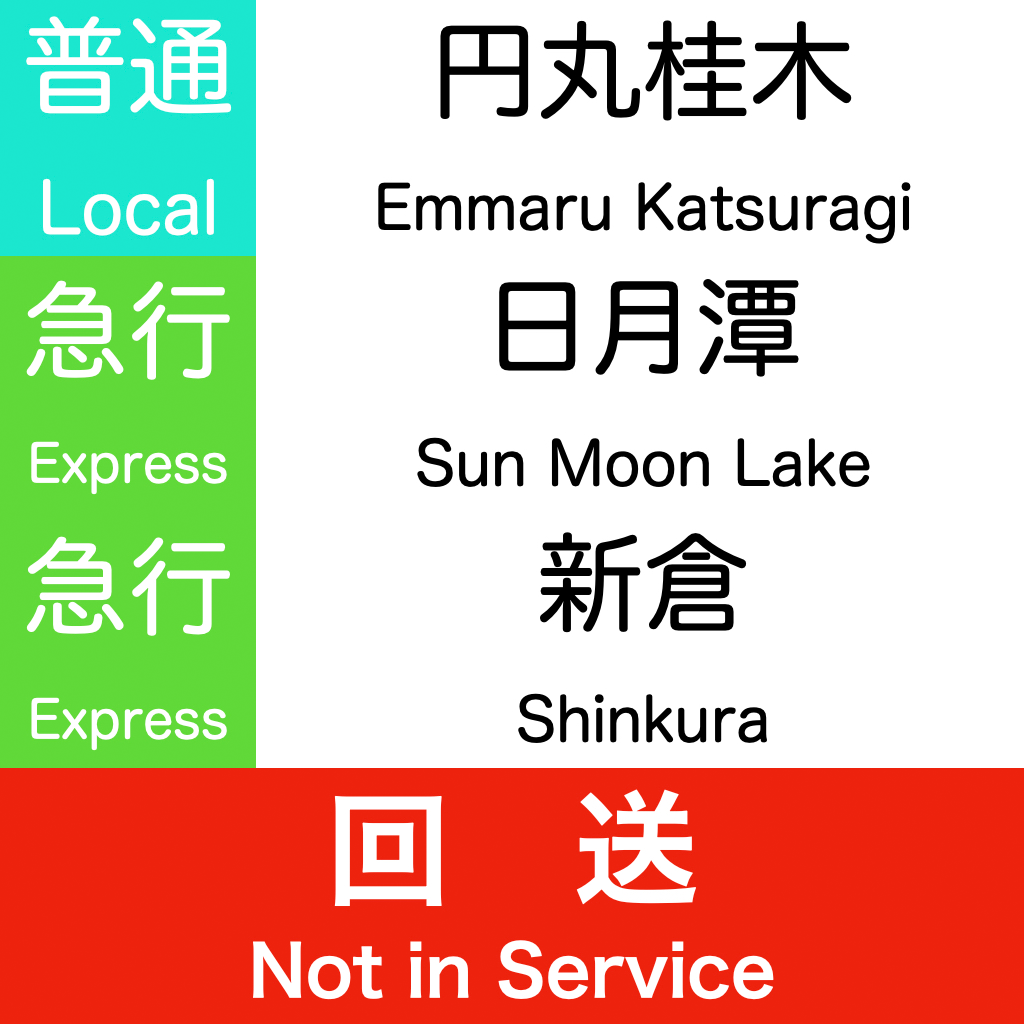 普通 円丸桂木
Local Emmaru Katsuragi
急行 日月潭
Express Sun Moon Lake
急行 新倉
Express Shinkura
回 送
Not in Service